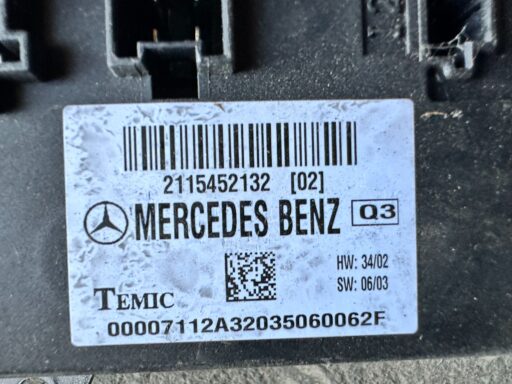 2115452132 [02]
MERCEDES BENZ Q3
HW: 34/02
SW: 06/03
TEMIC
00007112A32035060062F